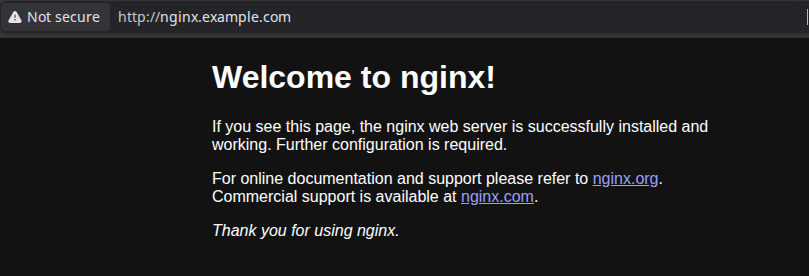 Not secure http://nginx.example.com
Welcome to nginx!
If you see this page, the nginx web server is successfully installed and
working. Further configuration is required.
For online documentation and support please refer to nginx.org.
Commercial support is available at nginx.com.
Thank you for using nginx.